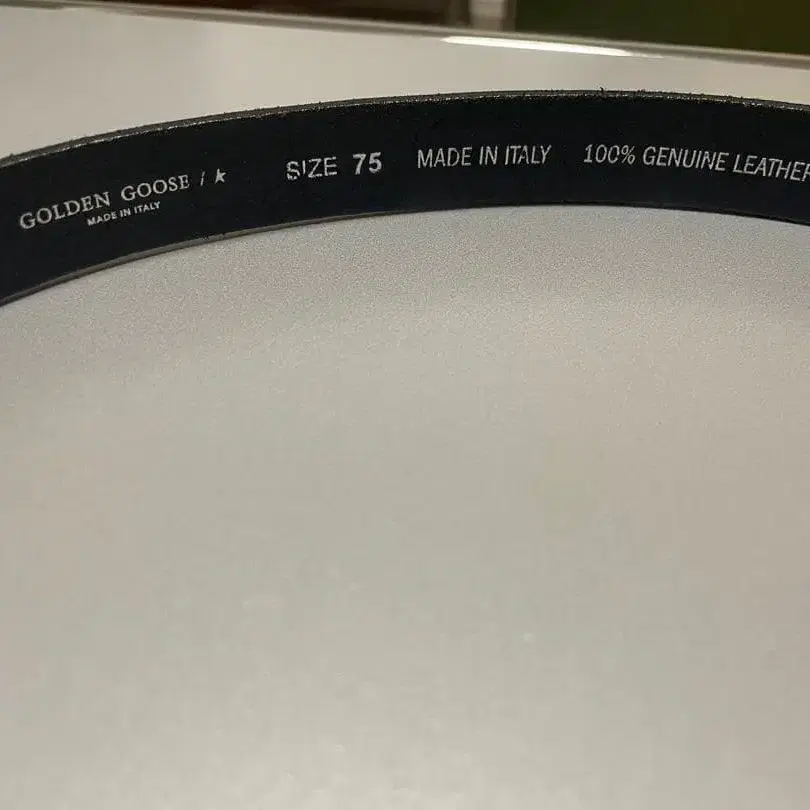 GOLDEN GOOSE / k
MADE IN ITALY
SIZE 75
MADE IN ITALY
100% GENUINE LEATHER